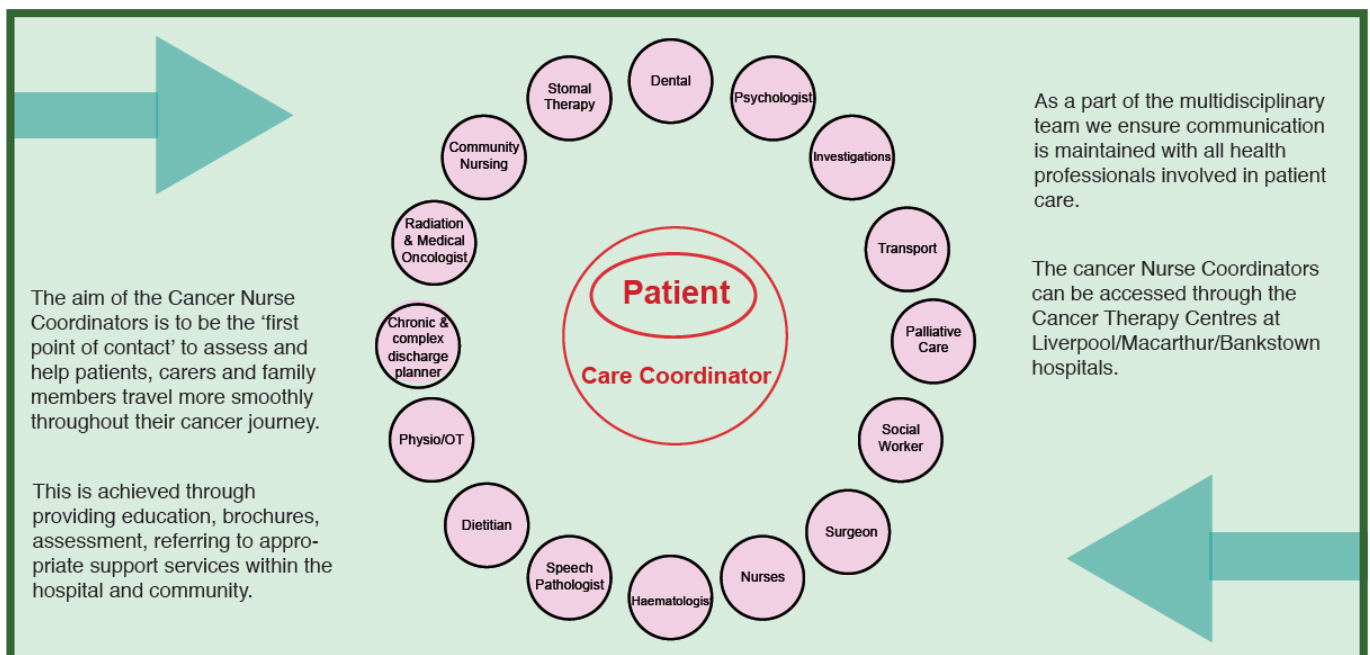 The aim of the Cancer Nurse
Coordinators is to be the ‘first
point of contact’ to assess and
help patients, carers and family
members travel more smoothly
throughout their cancer journey.
This is achieved through
providing education, brochures,
assessment, referring to appro-
priate support services within the
hospital and community.
Dental
Psychologist
Investigations
Transport
Palliative
Care
Social
Worker
Surgeon
Nurses
Haematologist
Speech
Pathologist
Dietitian
Physio/OT
Chronic &
complex
discharge
planner
Radiation
& Medical
Oncologist
Community
Nursing
Stomal
Therapy
Patient
Care Coordinator
As a part of the multidisciplinary
team we ensure communication
is maintained with all health
professionals involved in patient
care.
The cancer Nurse Coordinators
can be accessed through the
Cancer Therapy Centres at
Liverpool/Macarthur/Bankstown
hospitals.